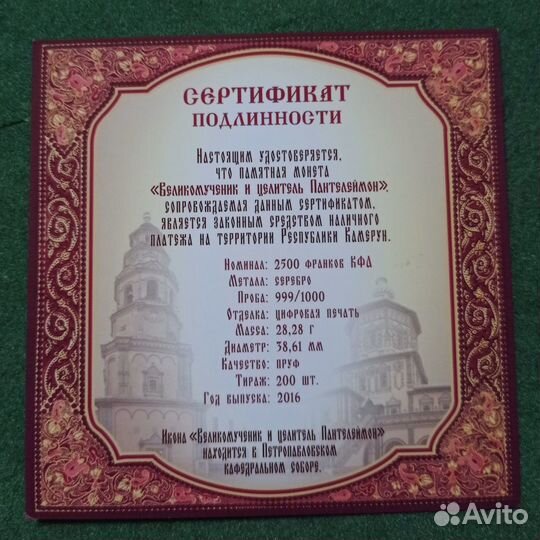 СЕРТИФИКАТ
ПОДЛИННОСТИ
Настоящим удостоверяется,
что памятная монета
«Великомученик и целитель Пантелеймон»,
сопровождаемая данным сертификатом,
является законным средством наличного
платежа на территории Республики Камерун.
Номинал: 2500 франков КФА
Металл: серебро
Проба: 999/1000
Отделка: цифровая печать
Масса: 28,28 г
Диаметр: 38,61 мм
Качество: пруф
Тираж: 200 шт.
Год выпуска: 2016
Икона «Великомученик и целитель Пантелеймон»
находится в Петропавловском
кафедральном соборе.
Avito